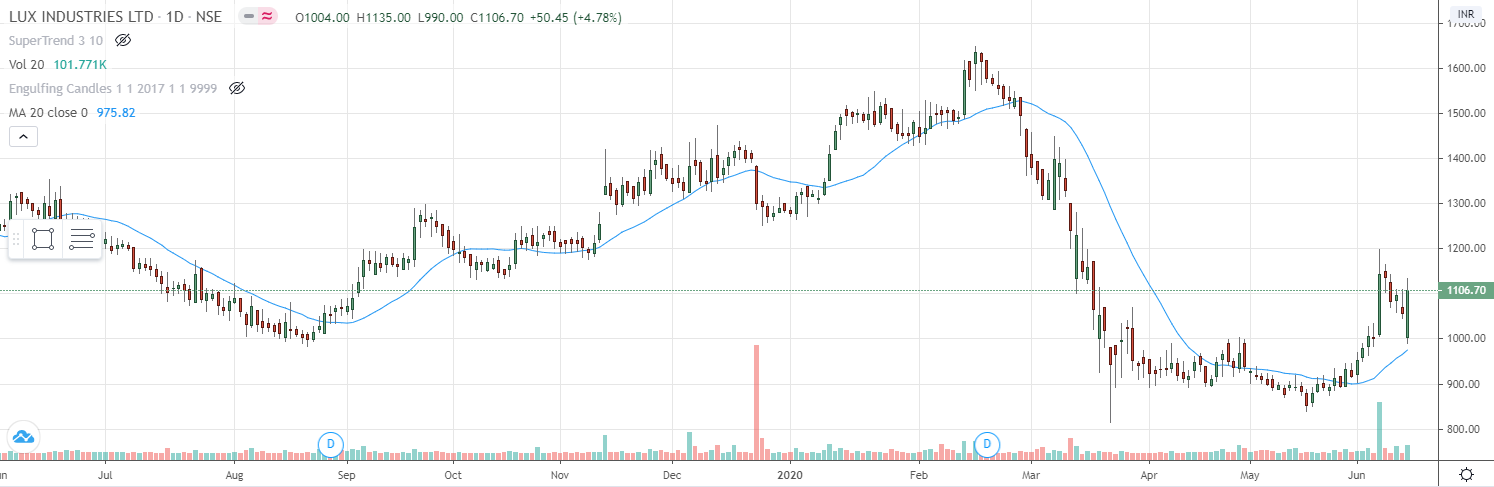 LUX INDUSTRIES LTD · 1D · NSE O1004.00 H1135.00 L990.00 C1106.70 +50.45 (+4.78%)
SuperTrend 3 10
Vol 20 101.771K
Engulfing Candles 1 1 2017 1 1 9999
MA 20 close 0 975.82
INR
1700.00
1600.00
1500.00
1400.00
1300.00
1200.00
1106.70
1000.00
900.00
800.00
D D
Jul Aug Sep Oct Nov Dec 2020 Feb Mar Apr May Jun